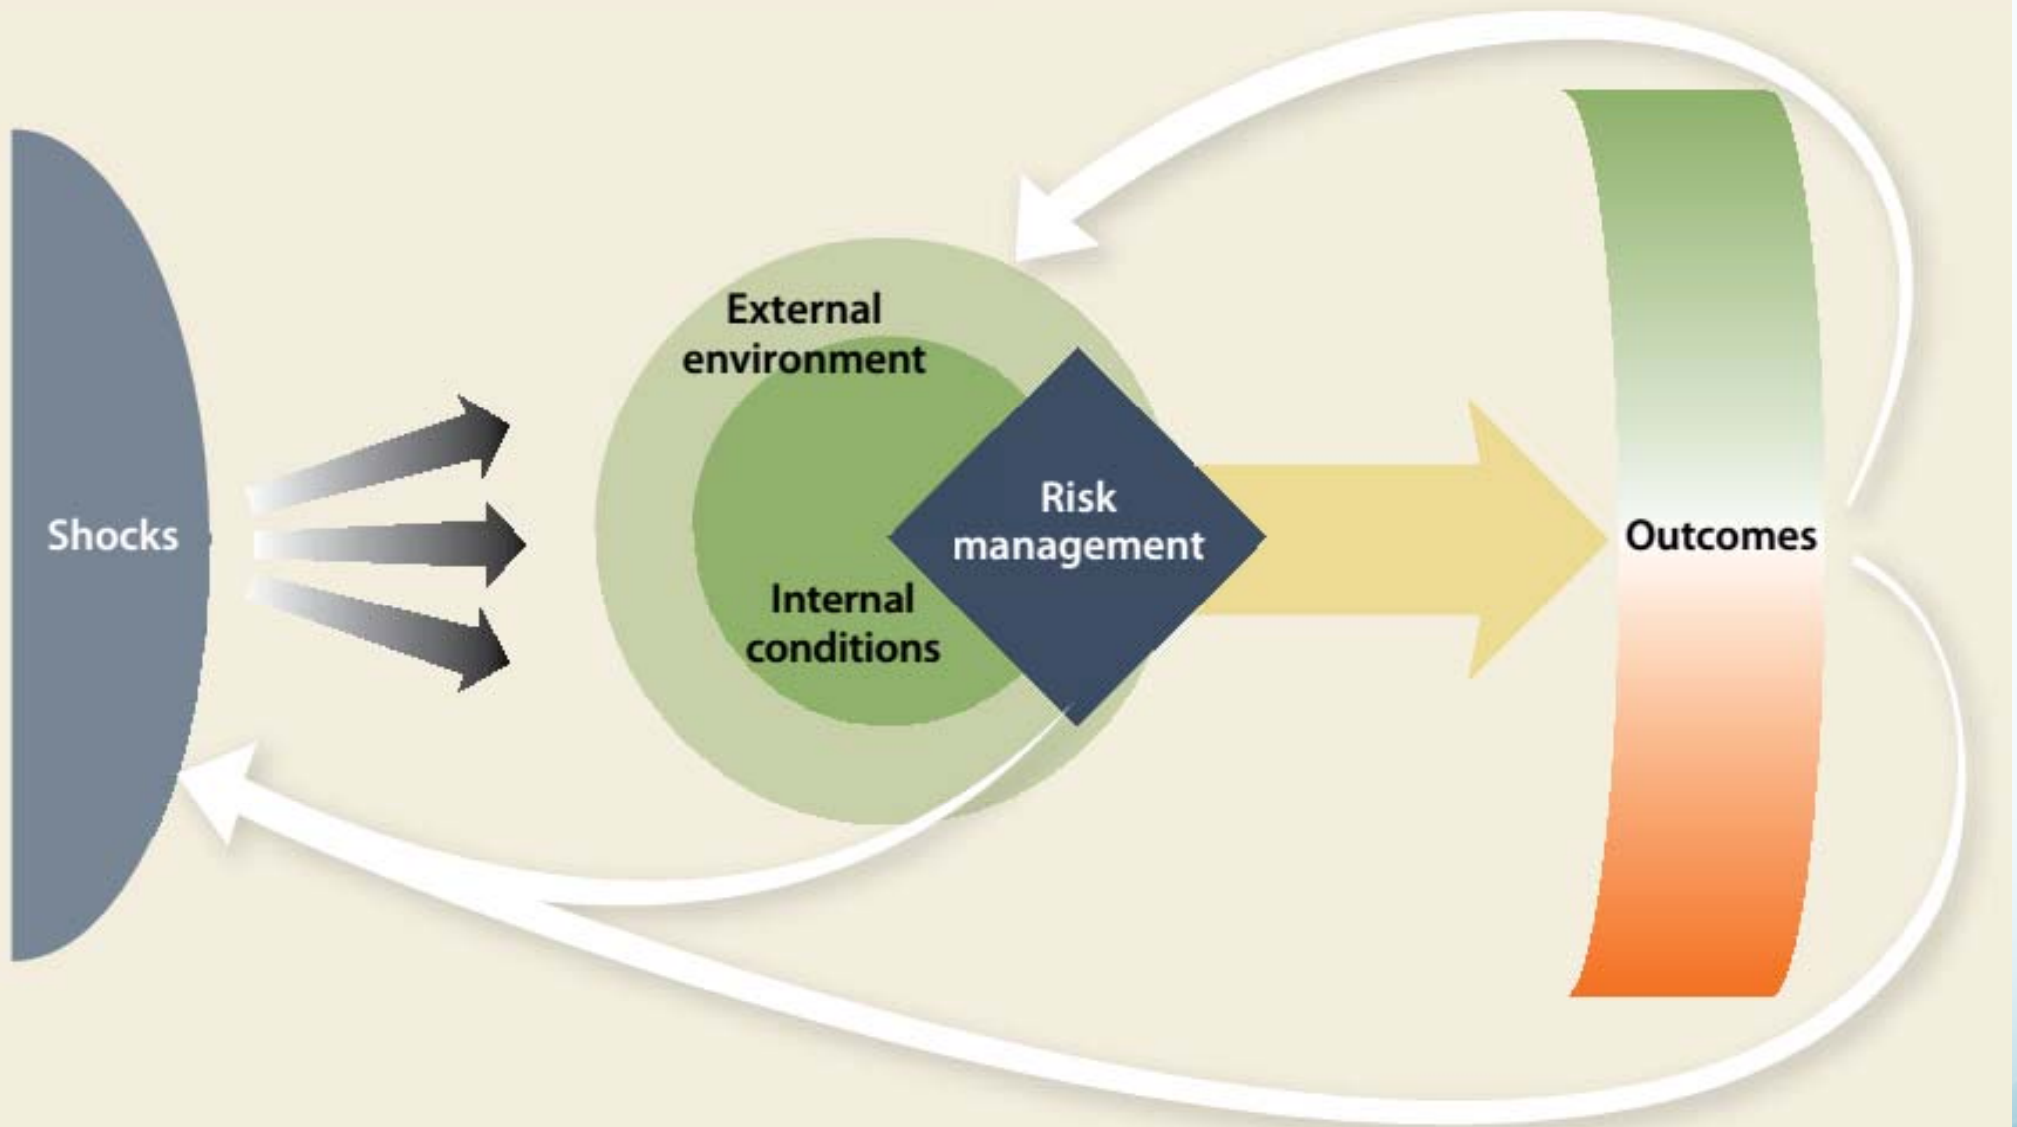 Shocks
External
environment
Internal
conditions
Risk
management
Outcomes